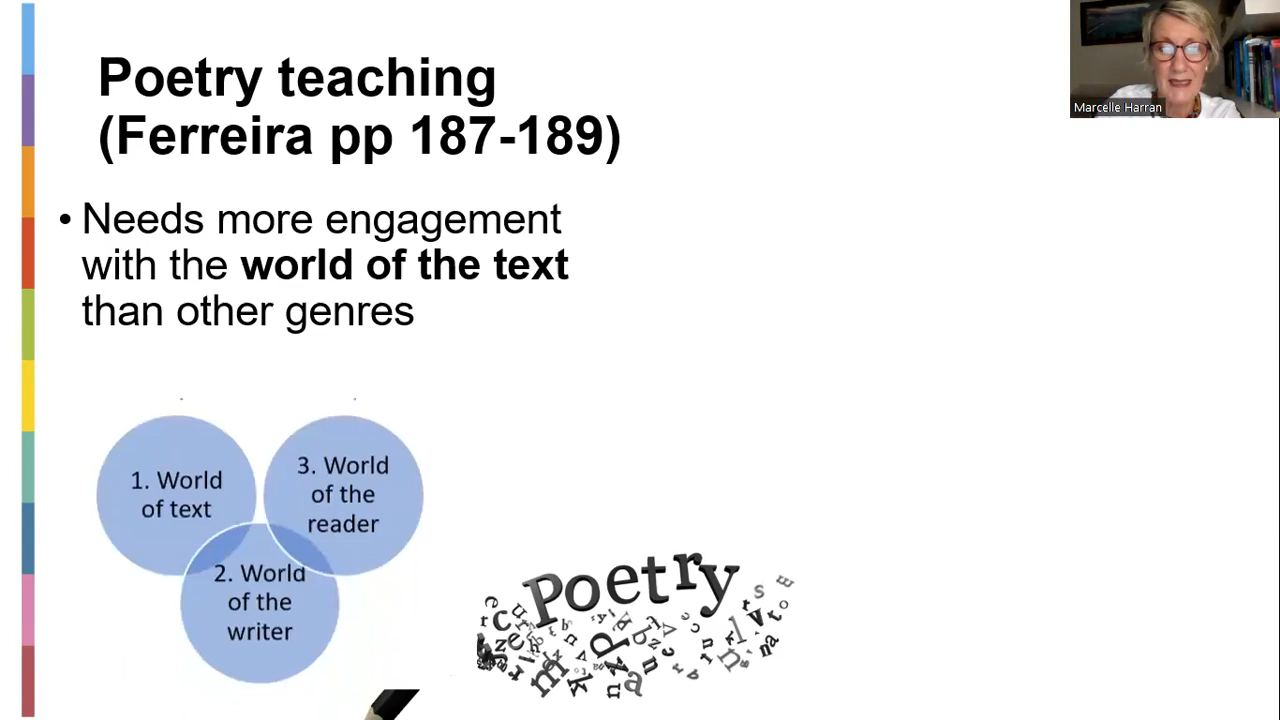 Poetry teaching
(Ferreira pp 187-189)
Marcelle Harran
• Needs more engagement
with the world of the text
than other genres
1. World
of text
3. World
of the
reader
2. World
of the
writer
Poetry